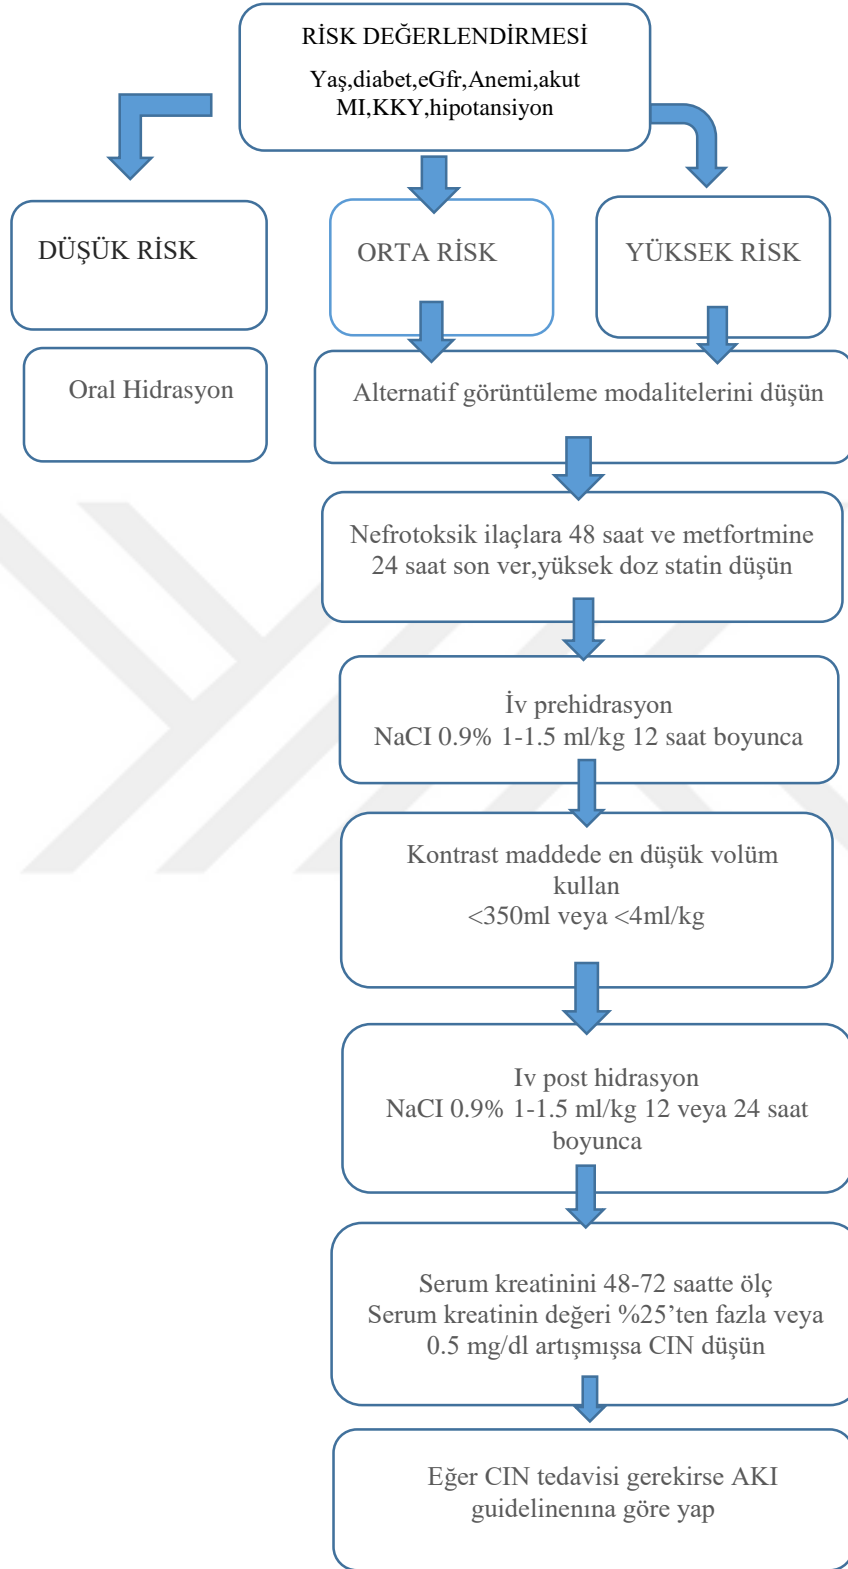 RİSK DEĞERLENDİRMESİ
Yaş,diabet,eGfr,Anemi,akut
MI,KKY,hipotansiyon
DÜŞÜK RİSK
ORTA RİSK
YÜKSEK RİSK
Oral Hidrasyon
Alternatif görüntüleme modalitelerini düşün
Nefrotoksik ilaçlara 48 saat ve metfortmine
24 saat son ver,yüksek doz statin düşün
İv prehidrasyon
NaCI 0.9% 1-1.5 ml/kg 12 saat boyunca
Kontrast maddede en düşük volüm
kullan
<350ml veya <4ml/kg
Iv post hidrasyon
NaCI 0.9% 1-1.5 ml/kg 12 veya 24 saat
boyunca
Serum kreatinini 48-72 saatte ölç
Serum kreatinin değeri %25’ten fazla veya
0.5 mg/dl artışmışsa CIN düşün
Eğer CIN tedavisi gerekirse AKI
guidelinenına göre yap